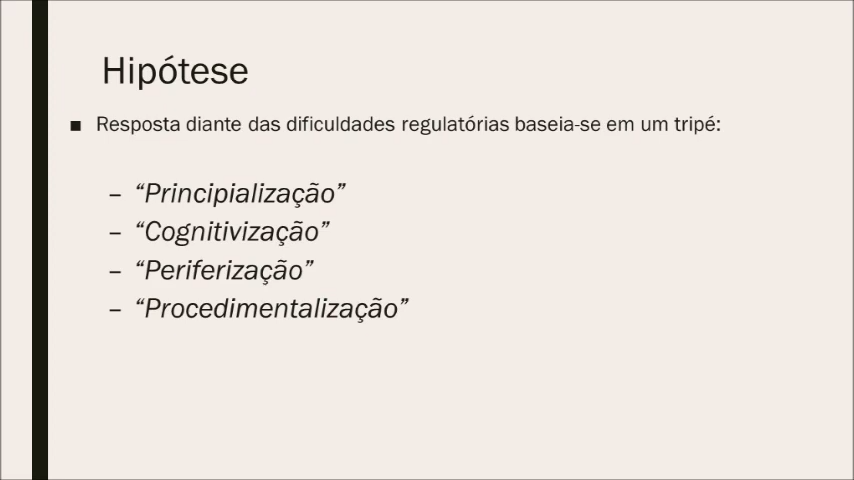 Hipótese
■ Resposta diante das dificuldades regulatórias baseia-se em um tripé:
– “Principialização”
– “Cognitivização”
– “Periferização”
– “Procedimentalização”